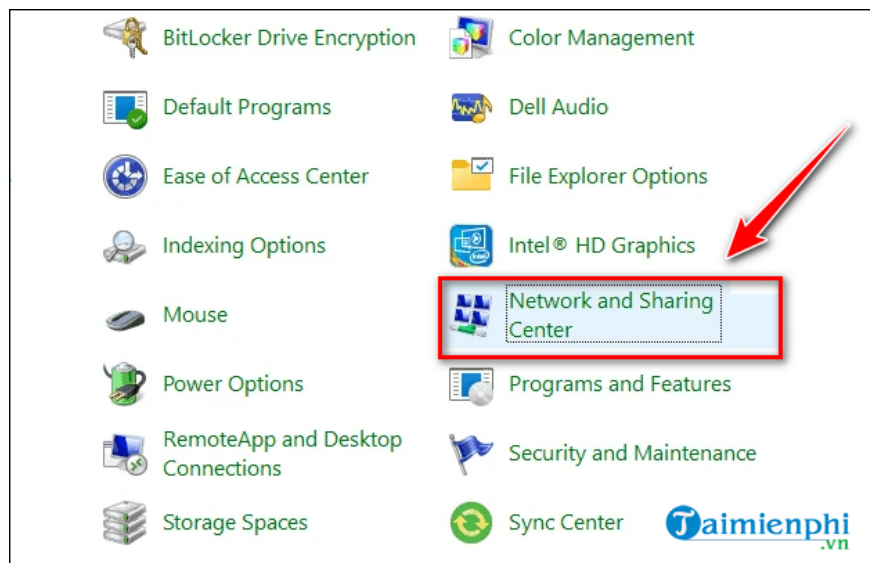 BitLocker Drive Encryption
Color Management
Default Programs
Dell Audio
Ease of Access Center
File Explorer Options
Indexing Options
Intel® HD Graphics
Mouse
Network and Sharing
Center
Power Options
Programs and Features
RemoteApp and Desktop
Connections
Security and Maintenance
Storage Spaces
Sync Center
Taimienphi
.vn